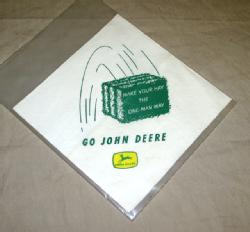 MAKE YOUR HAY
THE
ONE-MAN WAY
GO JOHN DEERE
JOHN DEERE